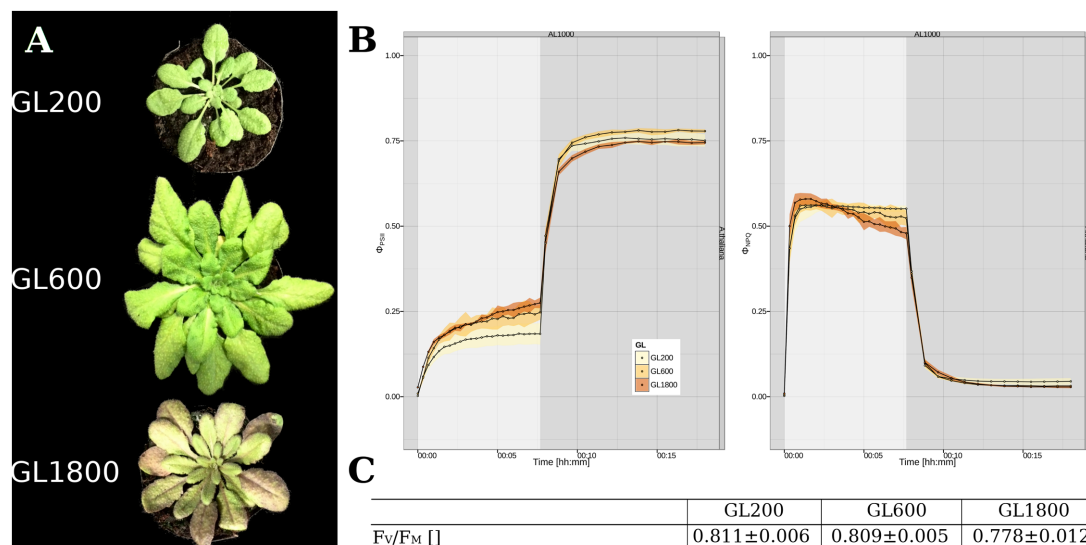 A
GL200
GL600
GL1800
B
AL1000
1.00
0.75
0.50
0.25
0.00
ΦPSII
A.thaliana
GL
GL200
GL600
GL1800
00:00
00:05
00:10
00:15
Time [hh:mm]
AL1000
1.00
0.75
0.50
0.25
0.00
ΦNPQ
00:00
00:05
00:10
00:15
Time [hh:mm]
C
GL200 GL600 GL1800
FV/FM [] 0.811±0.006 0.809±0.005 0.778±0.012